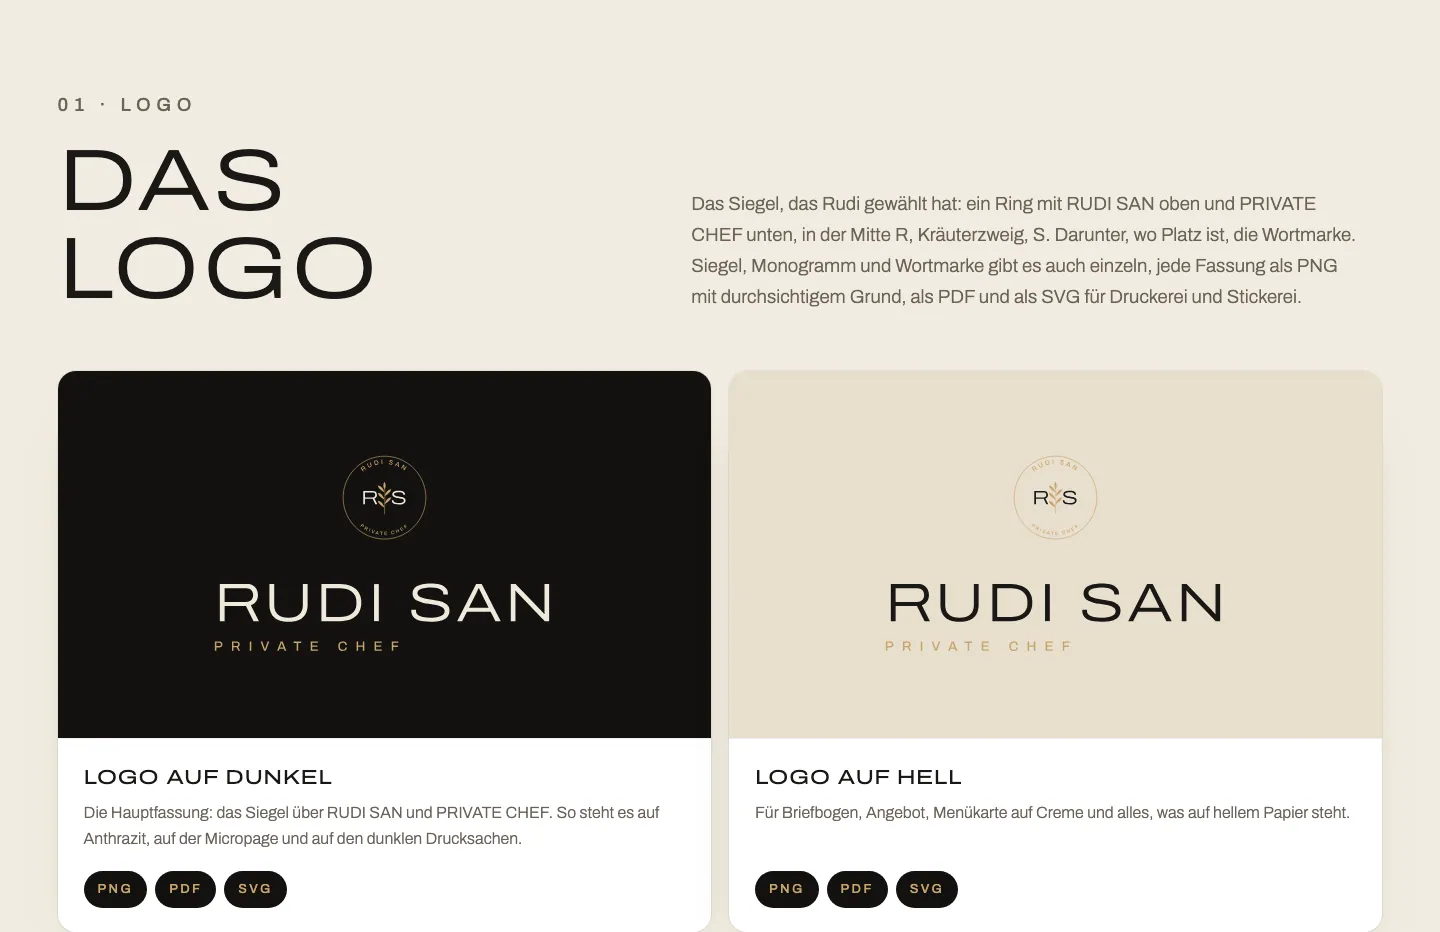 01 · LOGO
DAS
LOGO
Das Siegel, das Rudi gewählt hat: ein Ring mit RUDI SAN oben und PRIVATE
CHEF unten, in der Mitte R, Kräuterzweig, S. Darunter, wo Platz ist, die Wortmarke.
Siegel, Monogramm und Wortmarke gibt es auch einzeln, jede Fassung als PNG
mit durchsichtigem Grund, als PDF und als SVG für Druckerei und Stickerei.
RUDI SAN
R S
PRIVATE CHEF
RUDI SAN
PRIVATE CHEF
LOGO AUF DUNKEL
Die Hauptfassung: das Siegel über RUDI SAN und PRIVATE CHEF. So steht es auf
Anthrazit, auf der Micropage und auf den dunklen Drucksachen.
PNG PDF SVG
RUDI SAN
R S
PRIVATE CHEF
RUDI SAN
PRIVATE CHEF
LOGO AUF HELL
Für Briefbogen, Angebot, Menükarte auf Creme und alles, was auf hellem Papier steht.
PNG PDF SVG